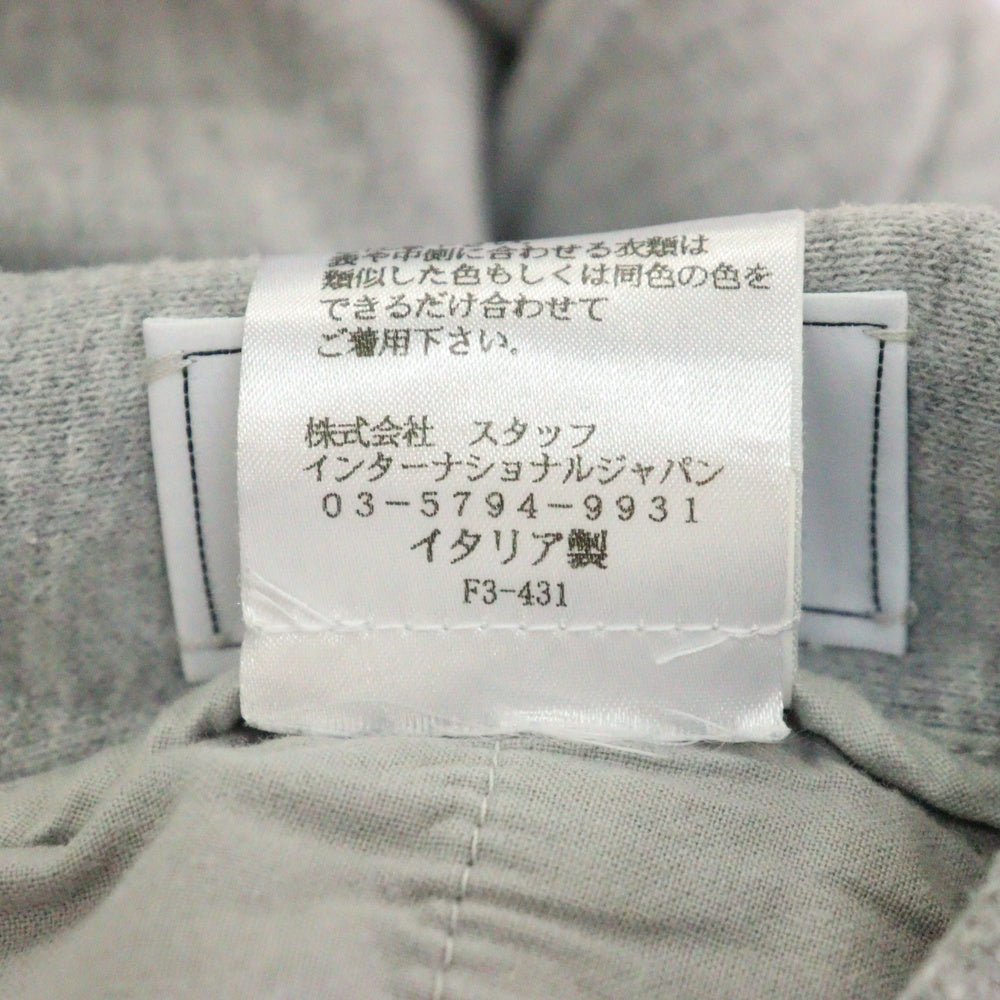 裏や中側に合わせる衣類は
類似した色もしくは同色の色を
できるだけ合わせて
ご着用下さい。
株式会社 スタッフ
インターナショナルジャパン
03-5794-9931
イタリア製
F3-431